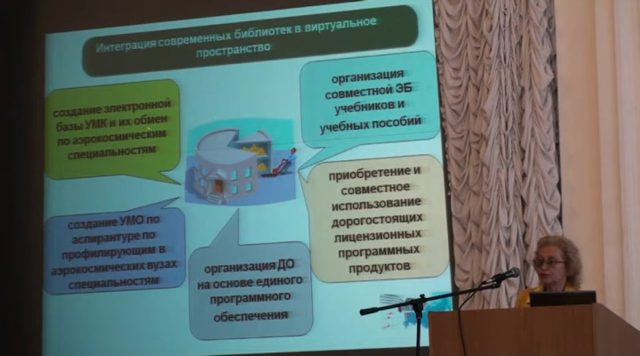 Интеграция современных библиотек в виртуальное
пространство
создание электронной
базы УМК и их обмен
по аэрокосмическим
специальностям
организация
совместной ЭБ
учебников и
учебных пособий
создание УМО по
аспирантуре по
профилирующим в
аэрокосмических вузах
специальностям
организация ДО
на основе единого
программного
обеспечения
приобретение и
совместное
использование
дорогостоящих
лицензионных
программных
продуктов